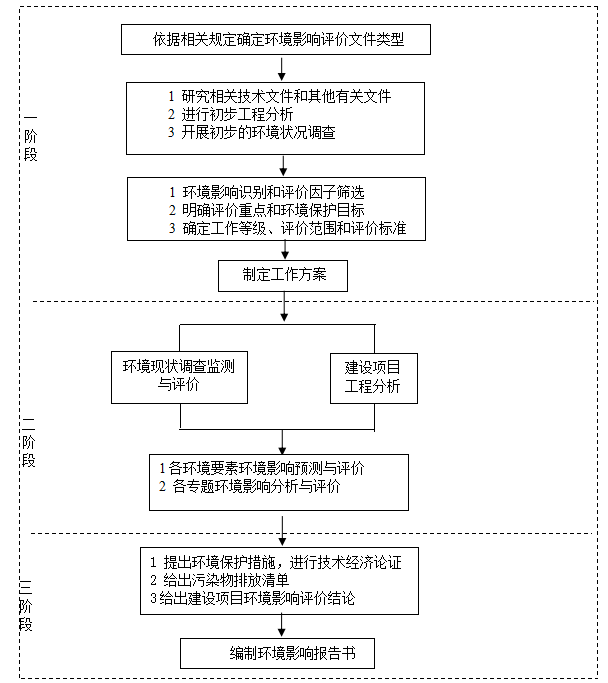 依据相关规定确定环境影响评价文件类型
1 研究相关技术文件和其他有关文件
2 进行初步工程分析
3 开展初步的环境状况调查
一
阶
段
1 环境影响识别和评价因子筛选
2 明确评价重点和环境保护目标
3 确定工作等级、评价范围和评价标准
制定工作方案
环境现状调查监测
与评价
建设项目
工程分析
二
阶
段
1各环境要素环境影响预测与评价
2 各专题环境影响分析与评价
1 提出环境保护措施，进行技术经济论证
2 给出污染物排放清单
3给出建设项目环境影响评价结论
三
阶
段
编制环境影响报告书